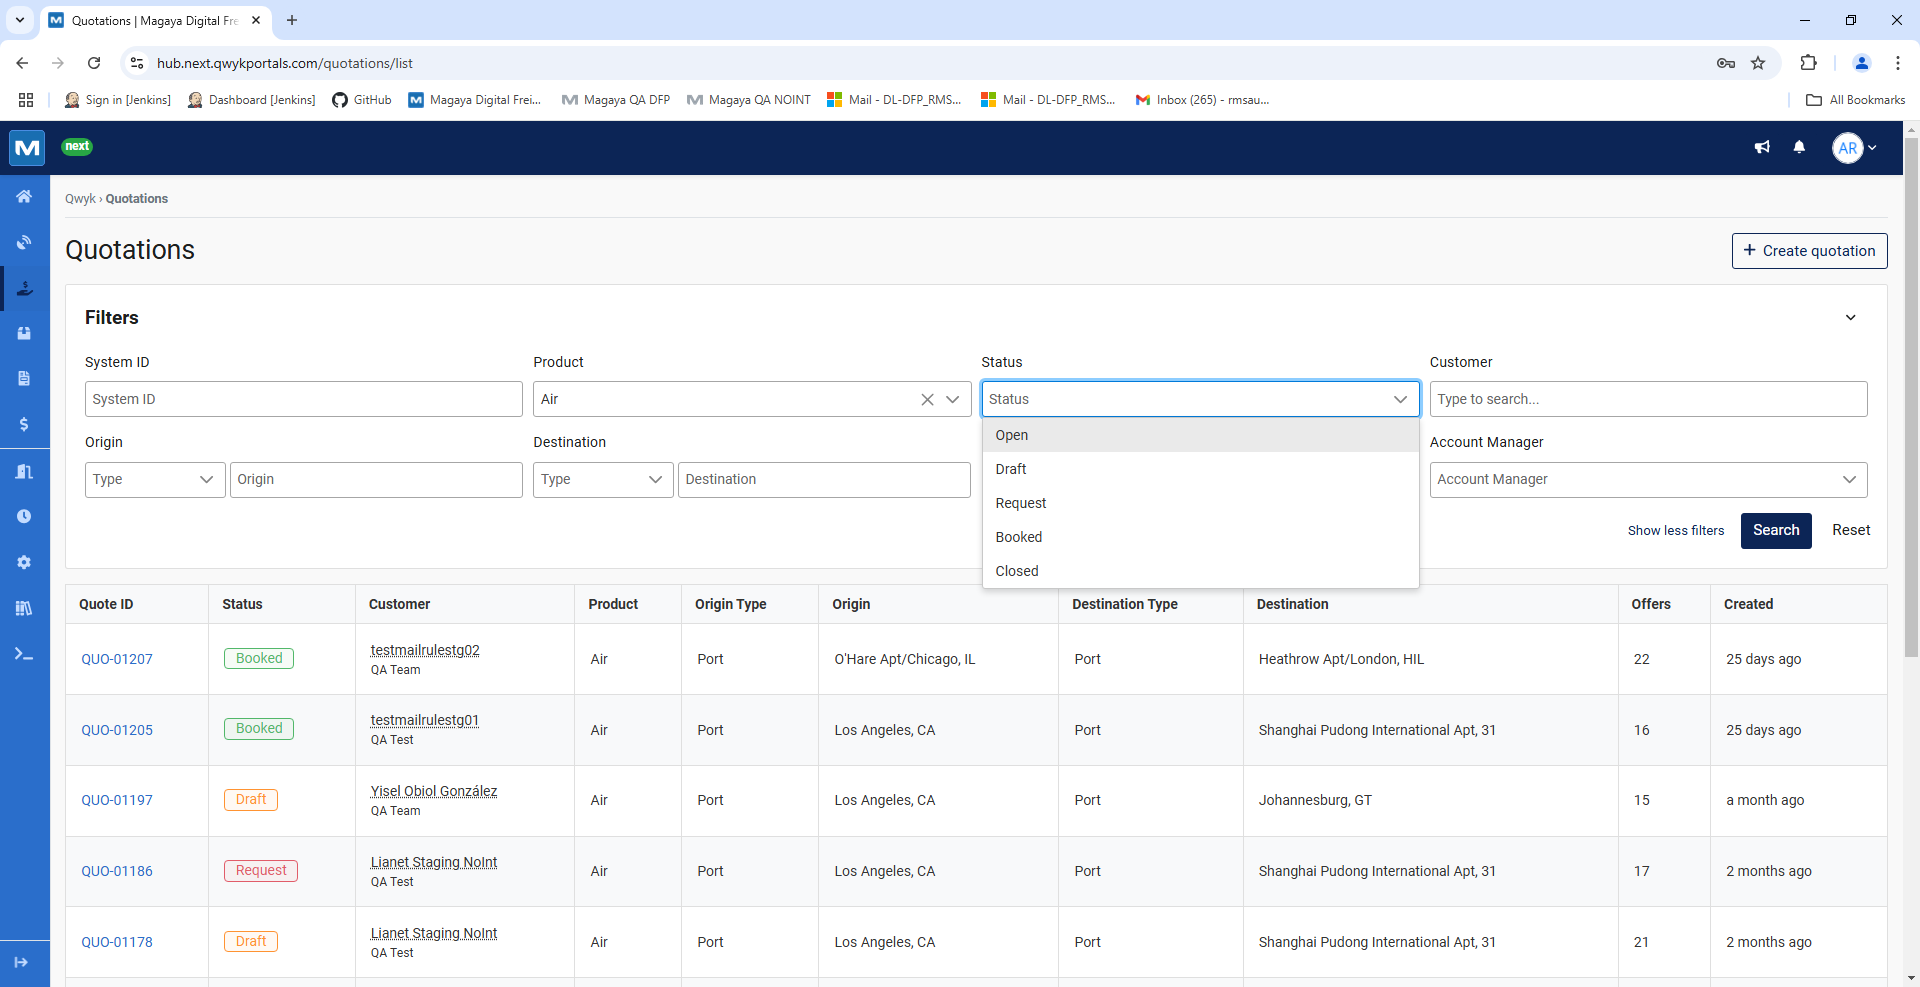 Quotations | Magaya Digital Fre
hub.next.qwykportals.com/quotations/list
Sign in [Jenkins]
Dashboard [Jenkins]
GitHub
Magaya Digital Frei...
Magaya QA DFP
Magaya QA NOINT
Mail - DL-DFP_RMS...
Mail - DL-DFP_RMS...
Inbox (265) - rmsau...
All Bookmarks
next
AR
Qwyk › Quotations
Quotations
+ Create quotation
Filters
System ID Product Status Customer
System ID Air Status Type to search...
Open
Origin Destination Account Manager
Draft
Type Origin Type Destination Account Manager
Request
Show less filters Search Reset
Booked
Closed
Quote ID Status Customer Product Origin Type Origin Destination Type Destination Offers Created
QUO-01207 Booked testmailrulestg02 QA Team Air Port O'Hare Apt/Chicago, IL Port Heathrow Apt/London, HIL 22 25 days ago
QUO-01205 Booked testmailrulestg01 QA Test Air Port Los Angeles, CA Port Shanghai Pudong International Apt, 31 16 25 days ago
QUO-01197 Draft Yisel Obiol González QA Team Air Port Los Angeles, CA Port Johannesburg, GT 15 a month ago
QUO-01186 Request Lianet Staging NoInt QA Test Air Port Los Angeles, CA Port Shanghai Pudong International Apt, 31 17 2 months ago
QUO-01178 Draft Lianet Staging NoInt QA Test Air Port Los Angeles, CA Port Shanghai Pudong International Apt, 31 21 2 months ago